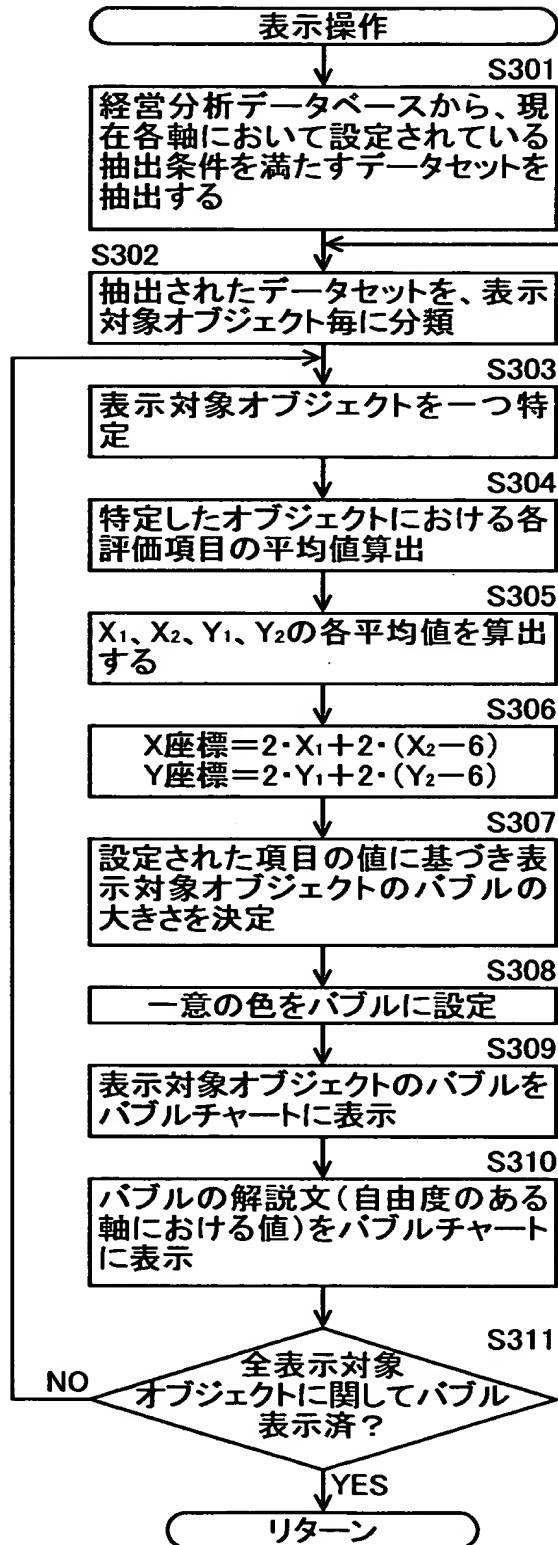 表示操作
S301
経営分析データベースから、現
在各軸において設定されている
抽出条件を満たすデータセットを
抽出する
S302
抽出されたデータセットを、表示
対象オブジェクト毎に分類
S303
表示対象オブジェクトを一つ特
定
S304
特定したオブジェクトにおける各
評価項目の平均値算出
S305
X₁、X₂、Y₁、Y₂の各平均値を算出
する
S306
X座標=2・X₁+2・(X₂-6)
Y座標=2・Y₁+2・(Y₂-6)
S307
設定された項目の値に基づき表
示対象オブジェクトのバブルの
大きさを決定
S308
一意の色をバブルに設定
S309
表示対象オブジェクトのバブルを
バブルチャートに表示
S310
バブルの解説文(自由度のある
軸における値)をバブルチャート
に表示
S311
全表示対象
オブジェクトに関してバブル
表示済?
NO
YES
リターン